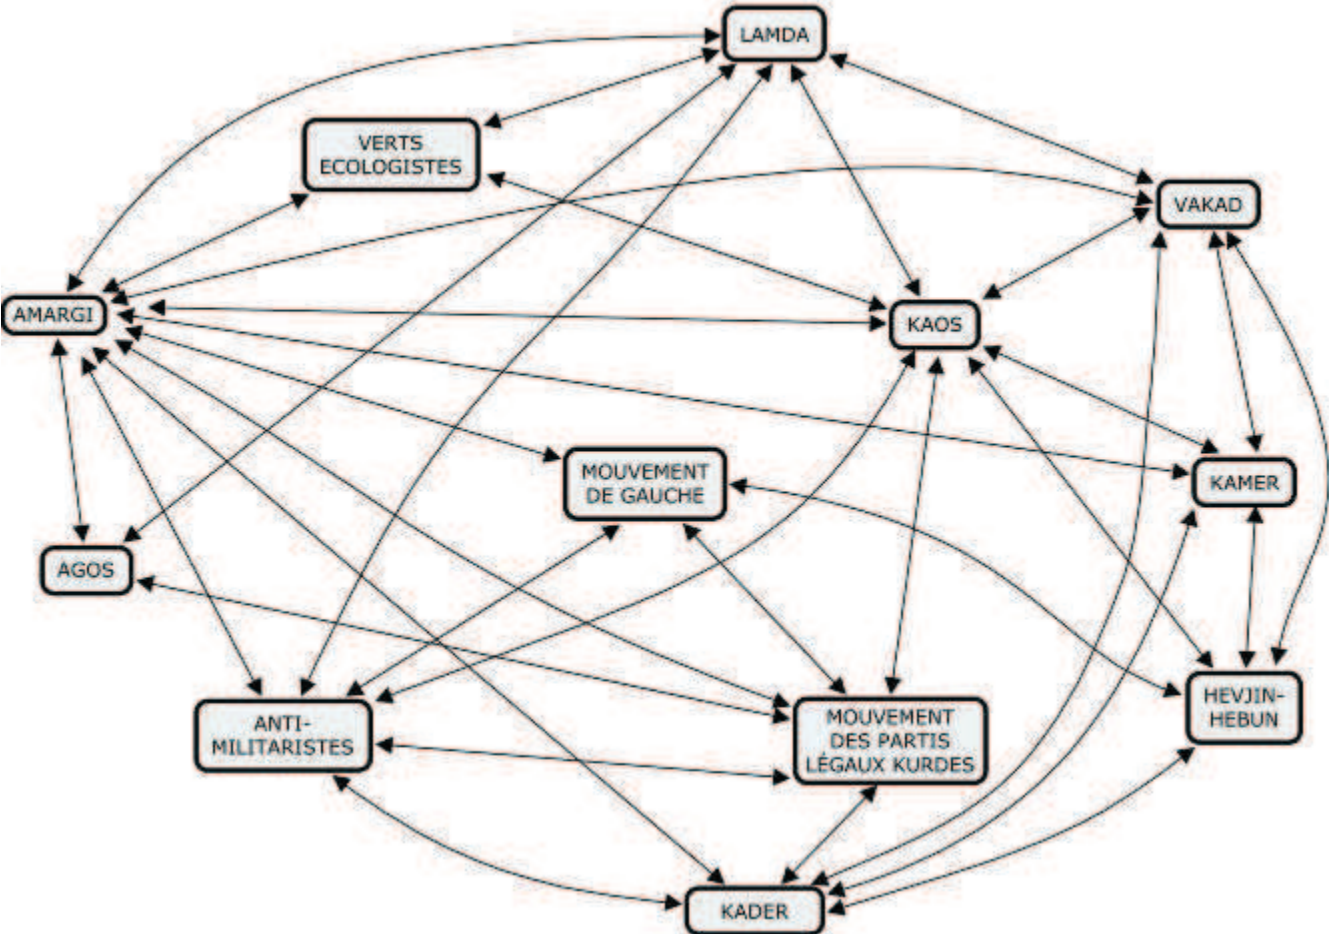 LAMDA
VERTS
ECOLOGISTES
VAKAD
AMARGI
KAOS
MOUVEMENT
DE GAUCHE
KAMER
AGOS
ANTI-
MILITARISTES
MOUVEMENT
DES PARTIS
LÉGAUX KURDES
HEVJIN-
HEBUN
KADER